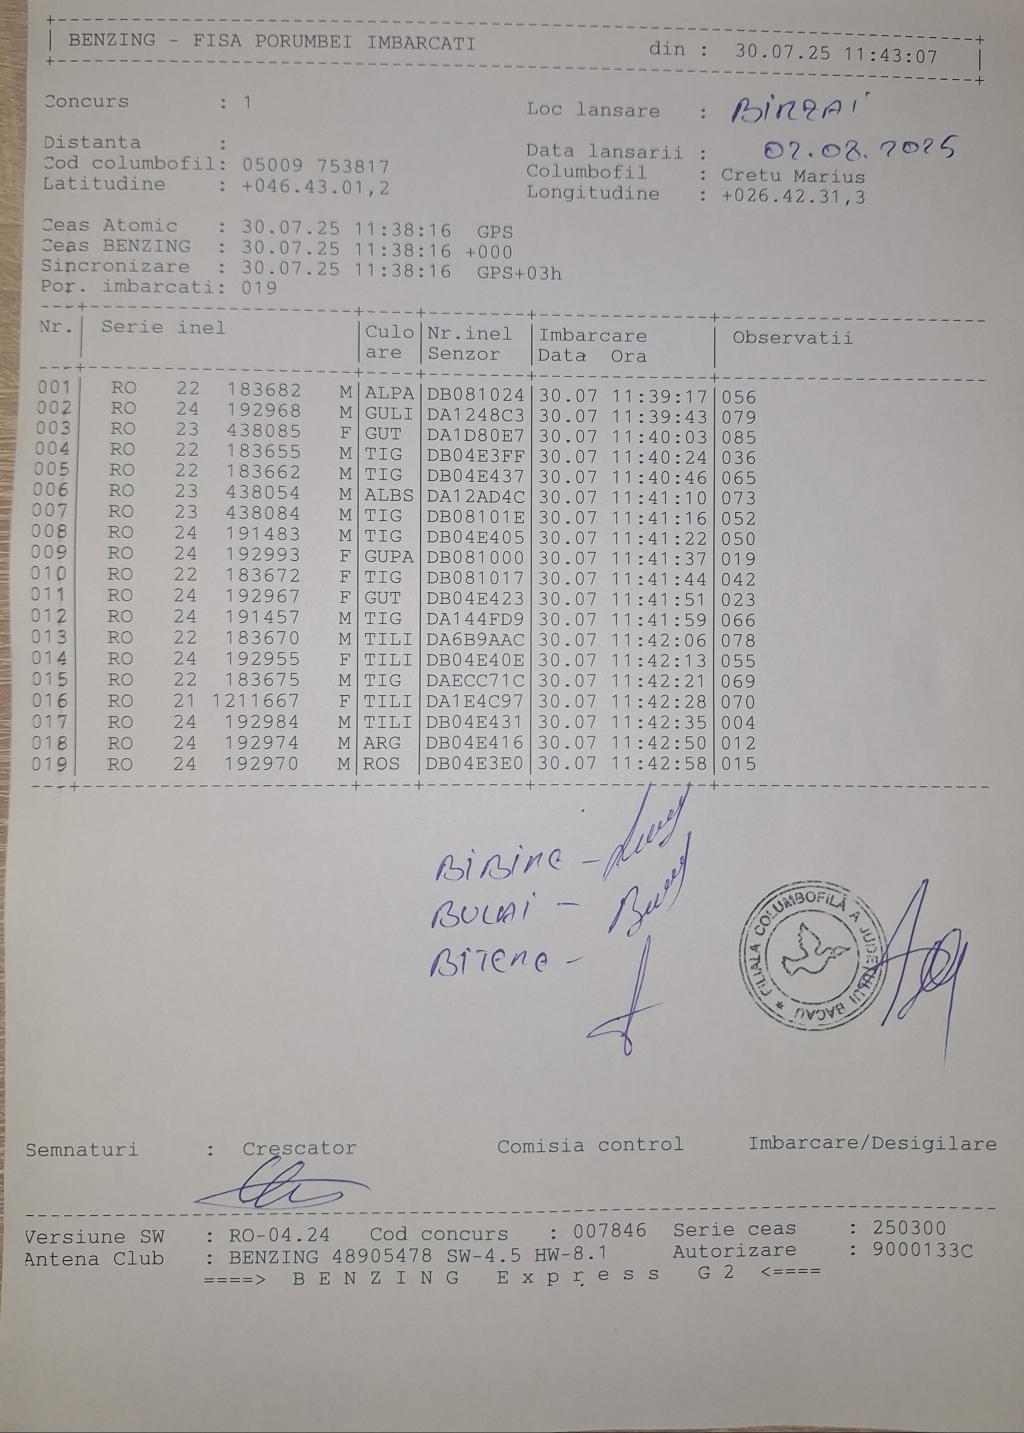 BENZING - FISA PORUMBEI IMBARCATI din : 30.07.25 11:43:07
Concurs : 1 Loc lansare : BIRZAI
Distanta : Data lansarii : 02.08.2025
Cod columbofil: 05009 753817 Columbofil : Cretu Marius
Latitudine : +046.43.01,2 Longitudine : +026.42.31,3
Ceas Atomic : 30.07.25 11:38:16 GPS
Ceas BENZING : 30.07.25 11:38:16 +000
Sincronizare : 30.07.25 11:38:16 GPS+03h
Por. imbarcati: 019
Nr. Serie inel Culo Nr.inel Imbarcare Observatii
are Senzor Data Ora
001 RO 22 183682 M ALPA DB081024 30.07 11:39:17 056
002 RO 24 192968 M GULI DA1248C3 30.07 11:39:43 079
003 RO 23 438085 F GUT DA1D80E7 30.07 11:40:03 085
004 RO 22 183655 M TIG DB04E3FF 30.07 11:40:24 036
005 RO 22 183662 M TIG DB04E437 30.07 11:40:46 065
006 RO 23 438054 M ALBS DA12AD4C 30.07 11:41:10 073
007 RO 23 438084 M TIG DB08101E 30.07 11:41:16 052
008 RO 24 191483 M TIG DB04E405 30.07 11:41:22 050
009 RO 24 192993 F GUPA DB081000 30.07 11:41:37 019
010 RO 22 183672 F TIG DB081017 30.07 11:41:44 042
011 RO 24 192967 F GUT DB04E423 30.07 11:41:51 023
012 RO 24 191457 M TIG DA144FD9 30.07 11:41:59 066
013 RO 22 183670 M TILI DA6B9AAC 30.07 11:42:06 078
014 RO 24 192955 F TILI DB04E40E 30.07 11:42:13 055
015 RO 22 183675 M TIG DAECC71C 30.07 11:42:21 069
016 RO 21 1211667 F TILI DA1E4C97 30.07 11:42:28 070
017 RO 24 192984 M TILI DB04E431 30.07 11:42:35 004
018 RO 24 192974 M ARG DB04E416 30.07 11:42:50 012
019 RO 24 192970 M ROS DB04E3E0 30.07 11:42:58 015
BIBIRE -
BULAI -
BITERE -
FILIALA COLUMBOFILĂ A JUDEȚULUI BACĂU
Semnaturi : Crescator Comisia control Imbarcare/Desigilare
Versiune SW : RO-04.24 Cod concurs : 007846 Serie ceas : 250300
Antena Club : BENZING 48905478 SW-4.5 HW-8.1 Autorizare : 9000133C
====> B E N Z I N G E x p r e s s G 2 <====